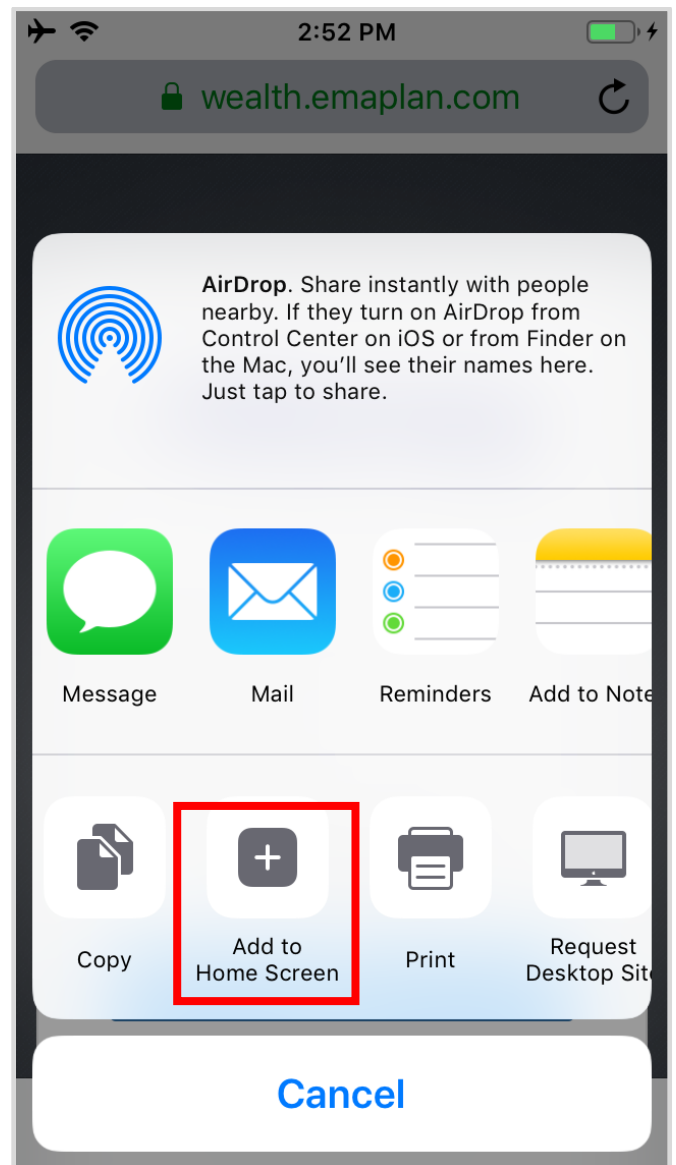 2:52 PM
wealth.emaplan.com
AirDrop. Share instantly with people
nearby. If they turn on AirDrop from
Control Center on iOS or from Finder on
the Mac, you’ll see their names here.
Just tap to share.
Message
Mail
Reminders
Add to Note
Copy
Add to
Home Screen
Print
Request
Desktop Sit
Cancel